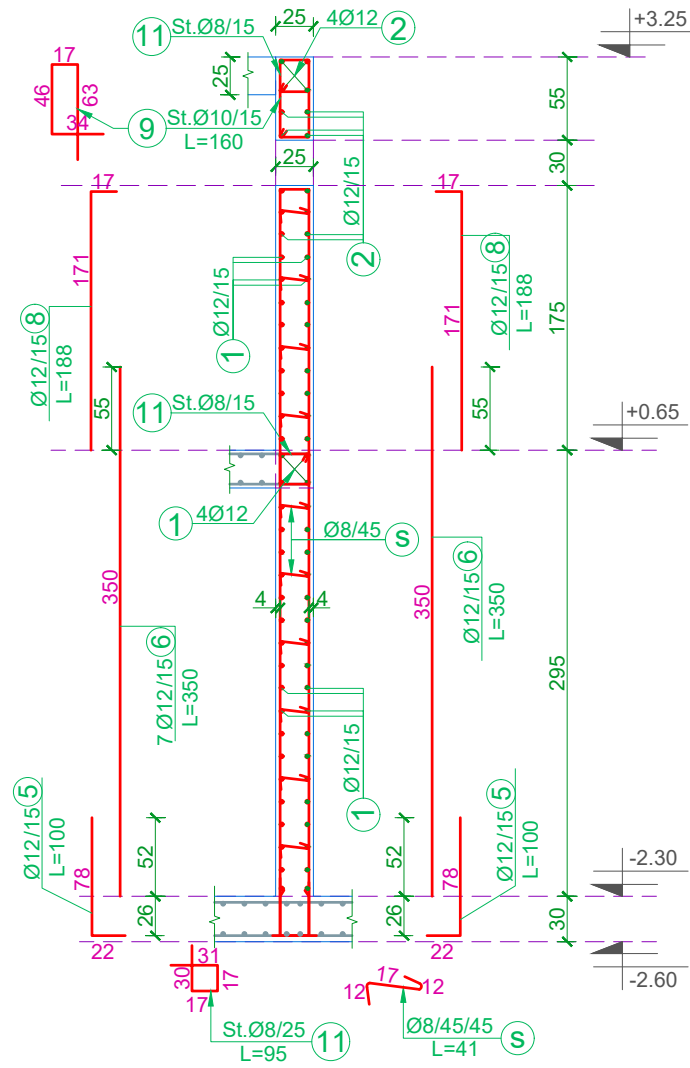 25
11 St.Ø8/15
4Ø12 2
+3.25
17
46
63
34
25
9 St.Ø10/15
L=160
55
30
25
Ø12/15
2
17
171
Ø12/15 8
L=188
55
Ø12/15
1
17
171
Ø12/15 8
L=188
55
175
11 St.Ø8/15
+0.65
1 4Ø12
Ø8/45 S
350
7 Ø12/15 6
L=350
4
4
350
Ø12/15 6
L=350
295
Ø12/15
1
Ø12/15 5
L=100
78
22
52
26
52
26
78
22
Ø12/15 5
L=100
-2.30
30
-2.60
31
30
17
17
St.Ø8/25 11
L=95
17
12
12
Ø8/45/45 S
L=41